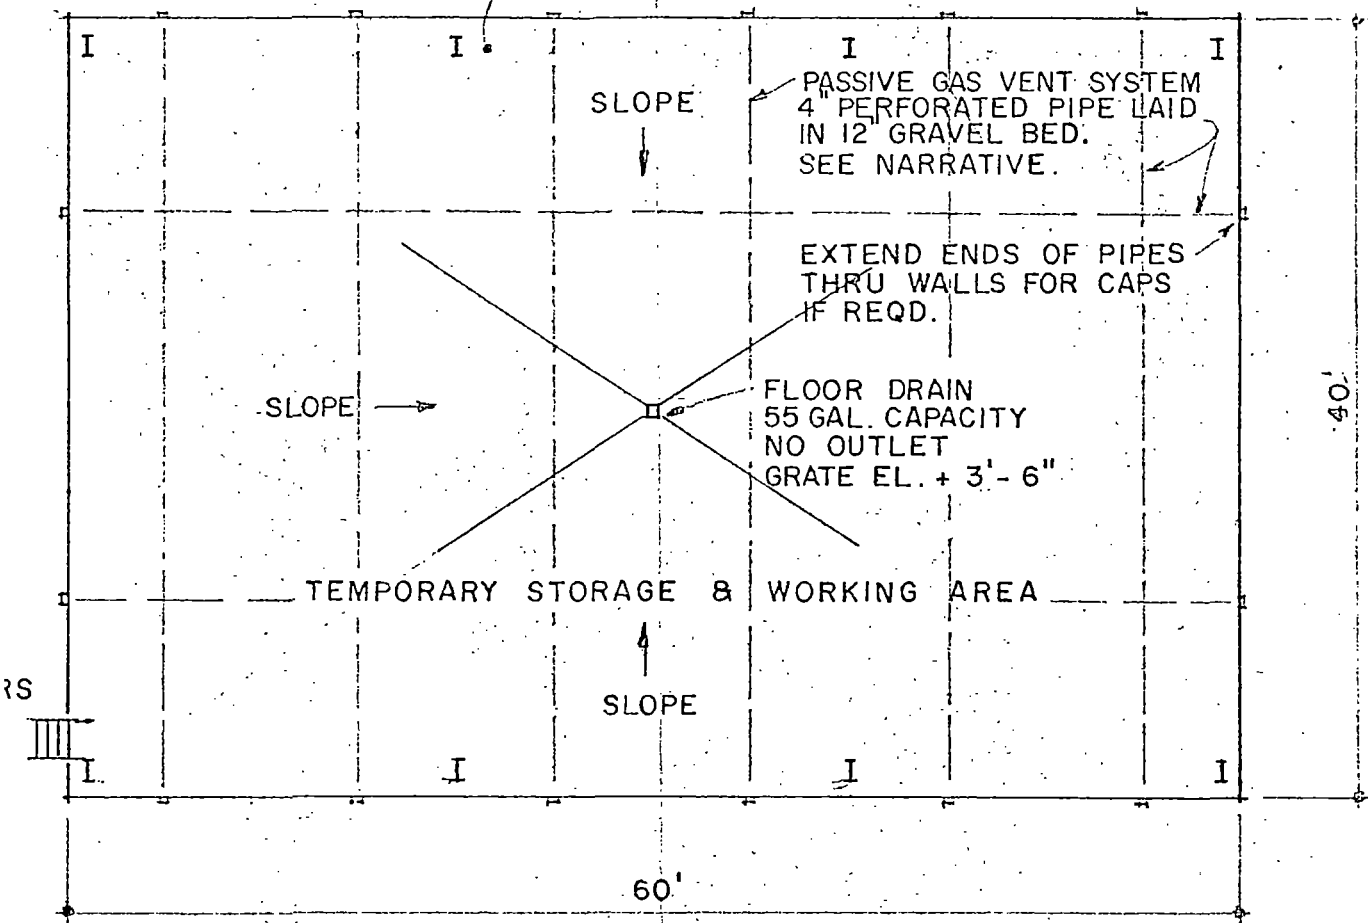 I I I I
SLOPE
PASSIVE GAS VENT SYSTEM
4" PERFORATED PIPE LAID
IN 12" GRAVEL BED.
SEE NARRATIVE.
EXTEND ENDS OF PIPES
THRU WALLS FOR CAPS
IF REQD.
SLOPE
FLOOR DRAIN
55 GAL. CAPACITY
NO OUTLET
GRATE EL. + 3'- 6"
40'
TEMPORARY STORAGE & WORKING AREA
RS
SLOPE
I I I I
60'